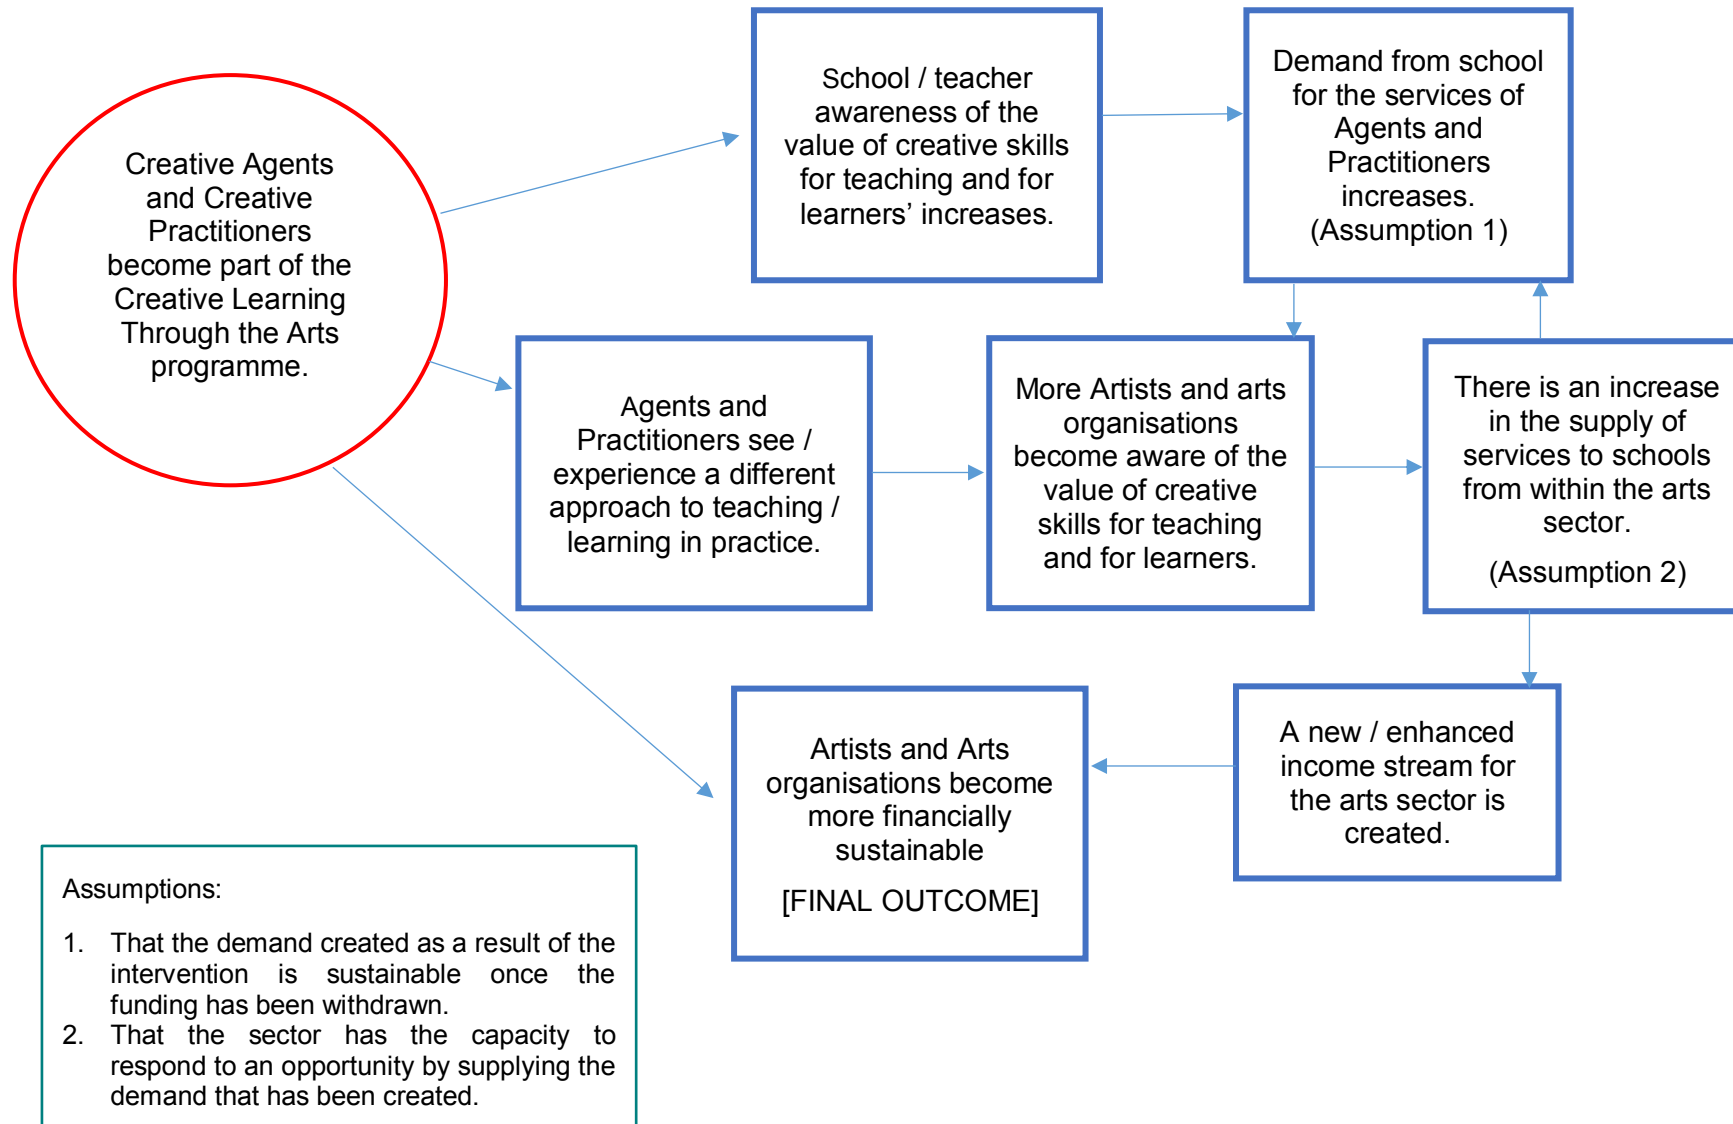 Creative Agents
and Creative
Practitioners
become part of the
Creative Learning
Through the Arts
programme.
School / teacher
awareness of the
value of creative skills
for teaching and for
learners’ increases.
Demand from school
for the services of
Agents and
Practitioners
increases.
(Assumption 1)
Agents and
Practitioners see /
experience a different
approach to teaching /
learning in practice.
More Artists and arts
organisations
become aware of the
value of creative
skills for teaching
and for learners.
There is an increase
in the supply of
services to schools
from within the arts
sector.
(Assumption 2)
Artists and Arts
organisations become
more financially
sustainable
[FINAL OUTCOME]
A new / enhanced
income stream for
the arts sector is
created.
Assumptions:
1. That the demand created as a result of the
intervention is sustainable once the
funding has been withdrawn.
2. That the sector has the capacity to
respond to an opportunity by supplying the
demand that has been created.